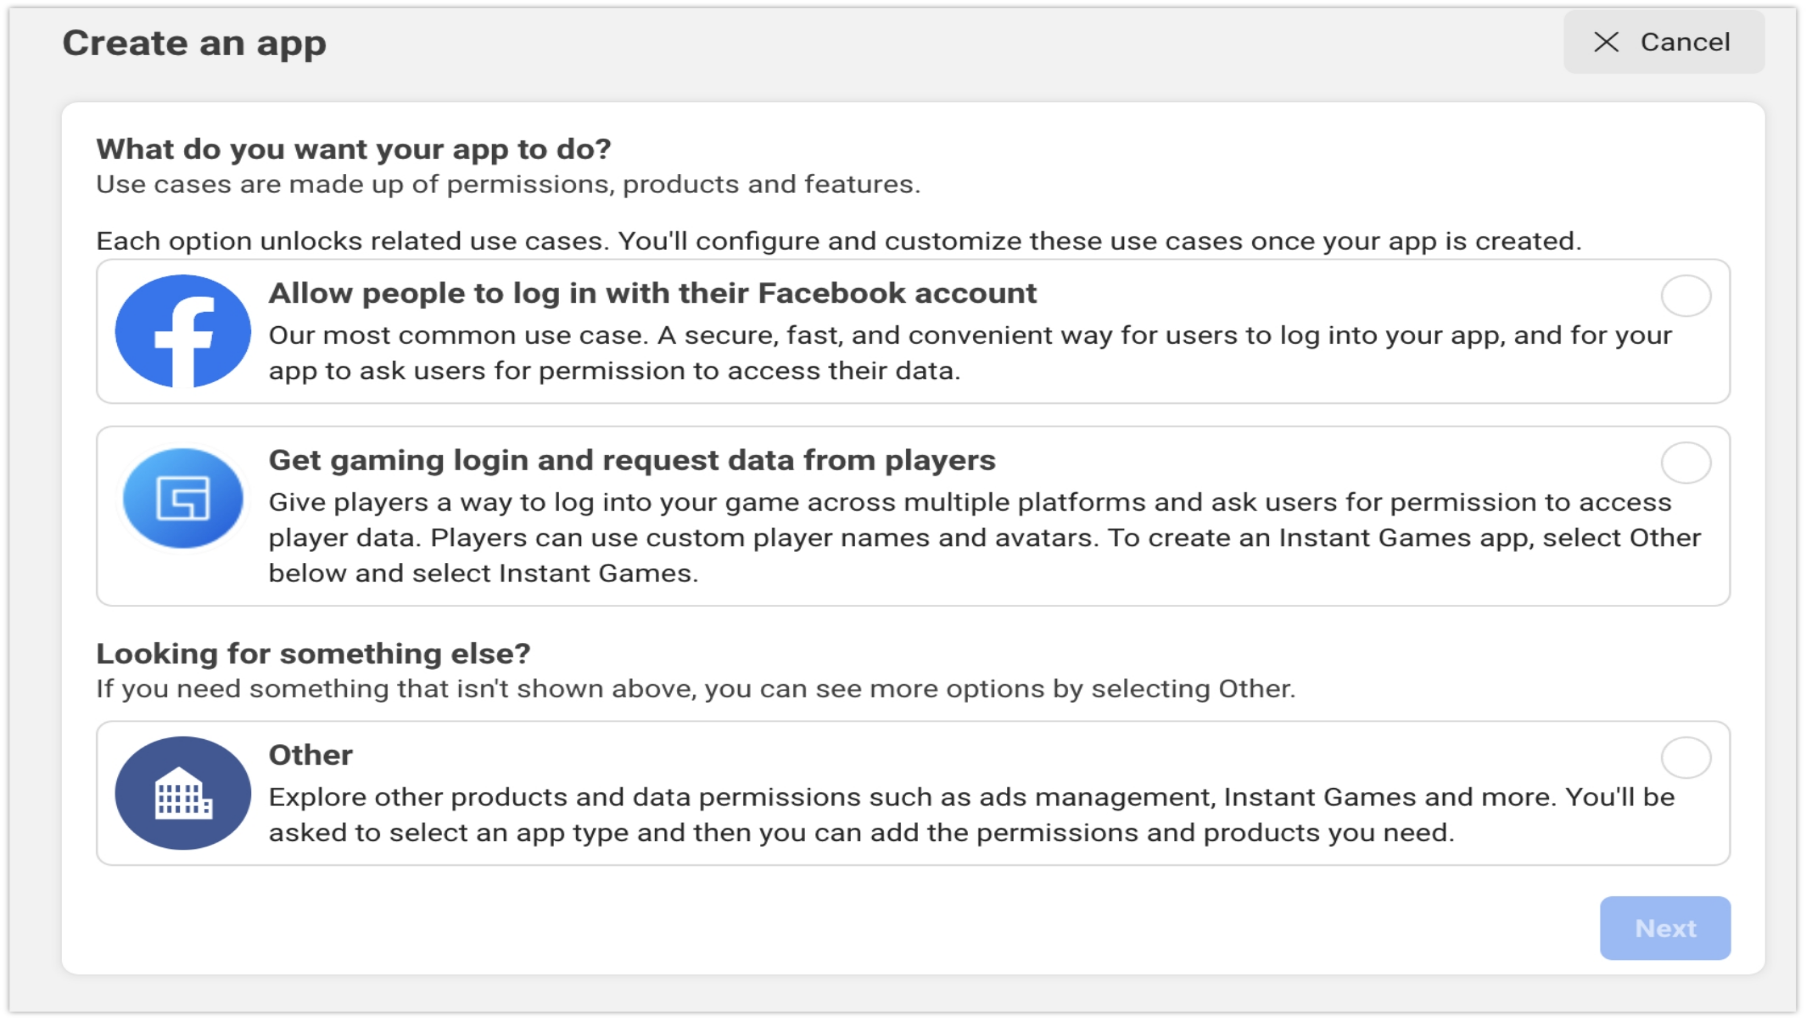 Create an app
Cancel
What do you want your app to do?
Use cases are made up of permissions, products and features.
Each option unlocks related use cases. You'll configure and customize these use cases once your app is created.
Allow people to log in with their Facebook account
Our most common use case. A secure, fast, and convenient way for users to log into your app, and for your
app to ask users for permission to access their data.
Get gaming login and request data from players
Give players a way to log into your game across multiple platforms and ask users for permission to access
player data. Players can use custom player names and avatars. To create an Instant Games app, select Other
below and select Instant Games.
Looking for something else?
If you need something that isn't shown above, you can see more options by selecting Other.
Other
Explore other products and data permissions such as ads management, Instant Games and more. You'll be
asked to select an app type and then you can add the permissions and products you need.
Next